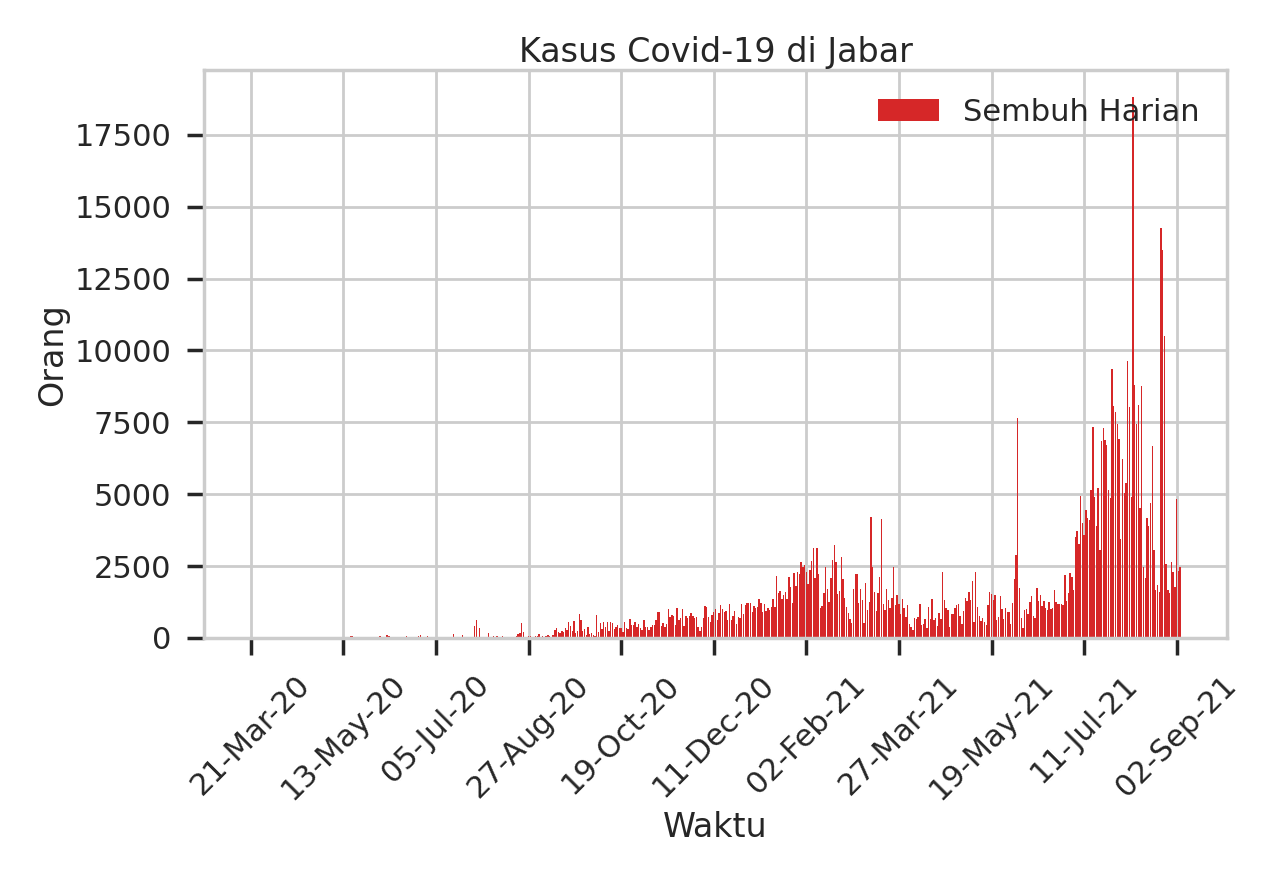 Kasus Covid-19 di Jabar
Sembuh Harian
17500
15000
12500
10000
7500
5000
2500
0
Orang
21-Mar-20
13-May-20
05-Jul-20
27-Aug-20
19-Oct-20
11-Dec-20
02-Feb-21
27-Mar-21
19-May-21
11-Jul-21
02-Sep-21
Waktu